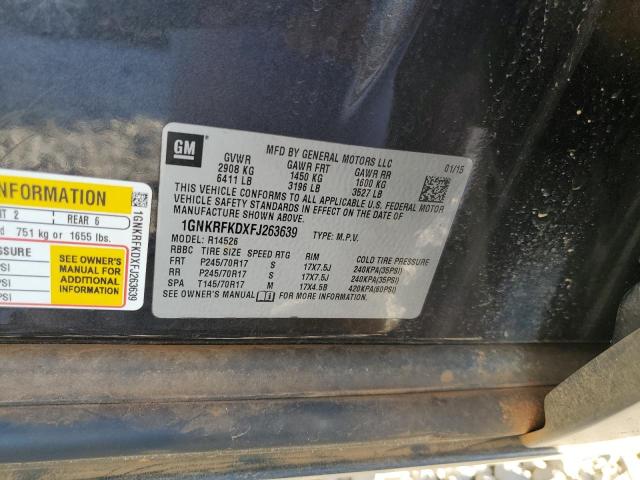 GM
MFD BY GENERAL MOTORS LLC
01/15
GVWR GAWR FRT GAWR RR
2908 KG 1450 KG 1600 KG
6411 LB 3196 LB 3527 LB
THIS VEHICLE CONFORMS TO ALL APPLICABLE U.S. FEDERAL MOTOR
VEHICLE SAFETY STANDARDS IN EFFECT ON THE DATE OF
MANUFACTURE SHOWN ABOVE.
1GNKRFKDXFJ263639 TYPE: M.P.V.
MODEL: R14526
RBBC TIRE SIZE SPEED RTG RIM COLD TIRE PRESSURE
FRT P245/70R17 S 17X7.5J 240KPA(35PSI)
RR P245/70R17 S 17X7.5J 240KPA(35PSI)
SPA T145/70R17 M 17X4.5B 420KPA(60PSI)
SEE OWNER'S MANUAL FOR MORE INFORMATION.
INFORMATION
2 REAR 6
751 kg or 1655 lbs.
SEE OWNER'S
MANUAL FOR
ADDITIONAL
INFORMATION
1GNKRFKDXFJ263639